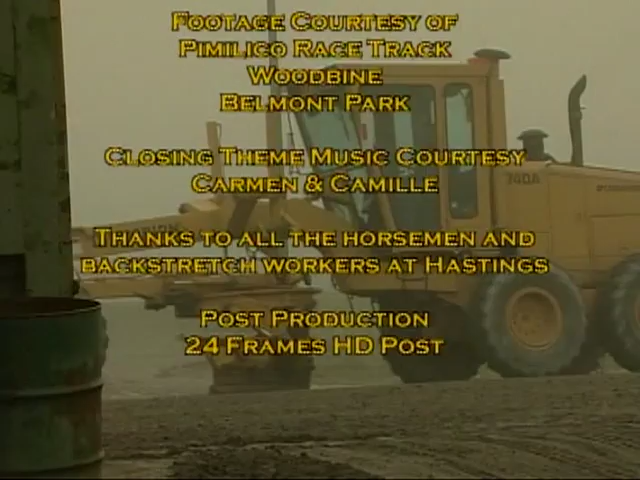 Footage Courtesy of
Pimilico Race Track
Woodbine
Belmont Park
Closing Theme Music Courtesy
Carmen & Camille
Thanks to all the horsemen and
backstretch workers at Hastings
Post Production
24 Frames HD Post
740A